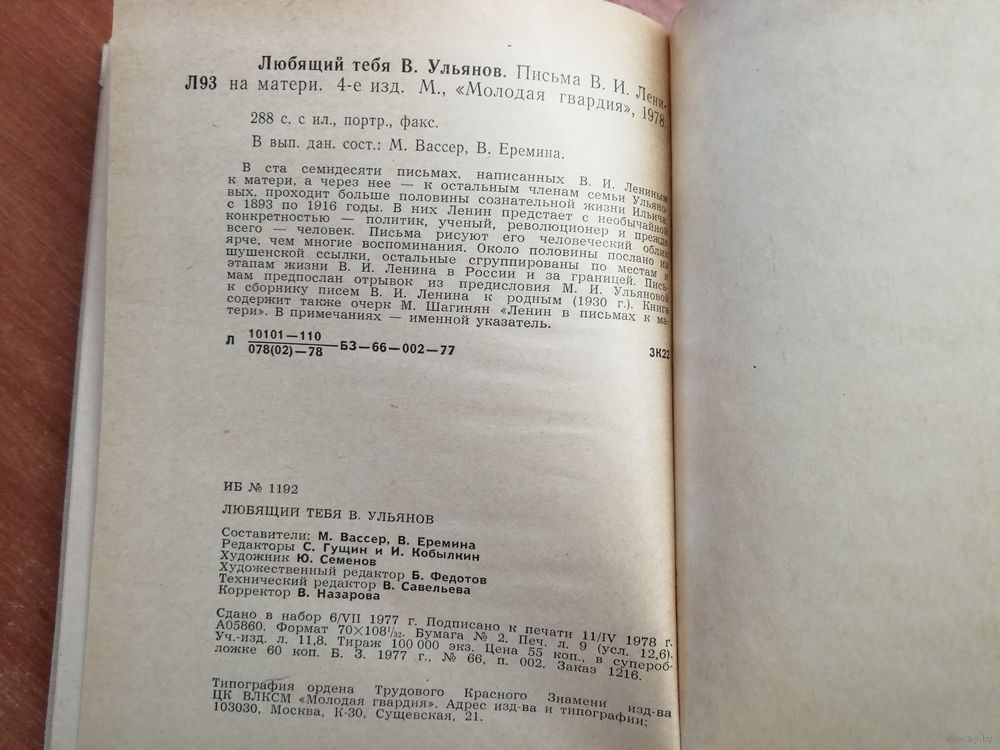 Любящий тебя В. Ульянов. Письма В. И. Лени-
Л93 на матери. 4-е изд. М., «Молодая гвардия», 1978.
288 с. с ил., портр., факс.
В вып. дан. сост.: М. Вассер, В. Еремина.
В ста семидесяти письмах, написанных В. И. Лениным
к матери, а через нее — к остальным членам семьи Ульяно-
вых, проходит больше половины сознательной жизни Ильича,
с 1893 по 1916 годы. В них Ленин предстает с необычайной
конкретностью — политик, ученый, революционер и прежде
всего — человек. Письма рисуют его человеческий облик
ярче, чем многие воспоминания. Около половины послано из
шушенской ссылки, остальные сгруппированы по местам и
этапам жизни В. И. Ленина в России и за границей. Пись-
мам предпослан отрывок из предисловия М. И. Ульяновой
к сборнику писем В. И. Ленина к родным (1930 г.). Книга
содержит также очерк М. Шагинян «Ленин в письмах к ма-
тери». В примечаниях — именной указатель.
Л 10101—110
078(02)—78 —БЗ—66—002—77 3К22
ИБ № 1192
ЛЮБЯЩИЙ ТЕБЯ В. УЛЬЯНОВ
Составители: М. Вассер, В. Еремина
Редакторы С. Гущин и И. Кобылкин
Художник Ю. Семенов
Художественный редактор Б. Федотов
Технический редактор В. Савельева
Корректор В. Назарова
Сдано в набор 6/VII 1977 г. Подписано к печати 11/IV 1978 г.
А05860. Формат 70×108¹/₃₂. Бумага № 2. Печ. л. 9 (усл. 12,6).
Уч.-изд. л. 11,8. Тираж 100 000 экз. Цена 55 коп., в суперобо-
ложке 60 коп. Б. З. 1977 г., № 66, п. 002. Заказ 1216.
Типография ордена Трудового Красного Знамени изд-ва
ЦК ВЛКСМ «Молодая гвардия». Адрес изд-ва и типографии:
103030, Москва, К-30, Сущевская, 21.
www.ay.by